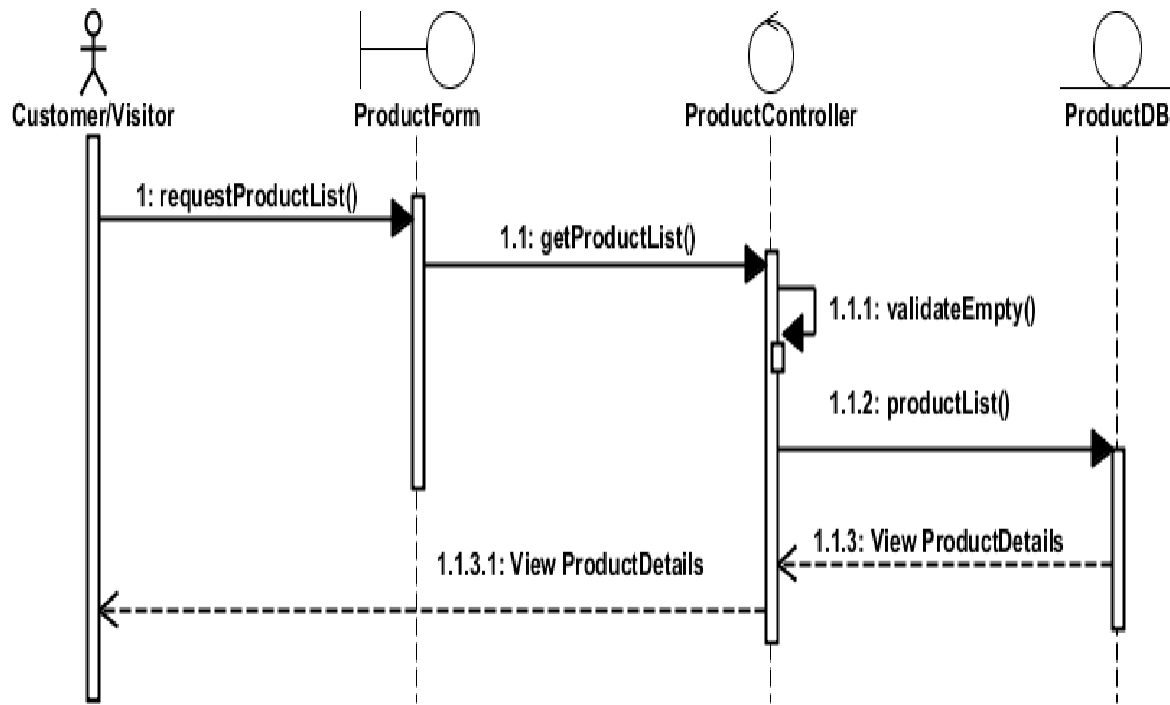 Customer/Visitor
ProductForm
ProductController
ProductDB
1: requestProductList()
1.1: getProductList()
1.1.1: validateEmpty()
1.1.2: productList()
1.1.3: View ProductDetails
1.1.3.1: View ProductDetails